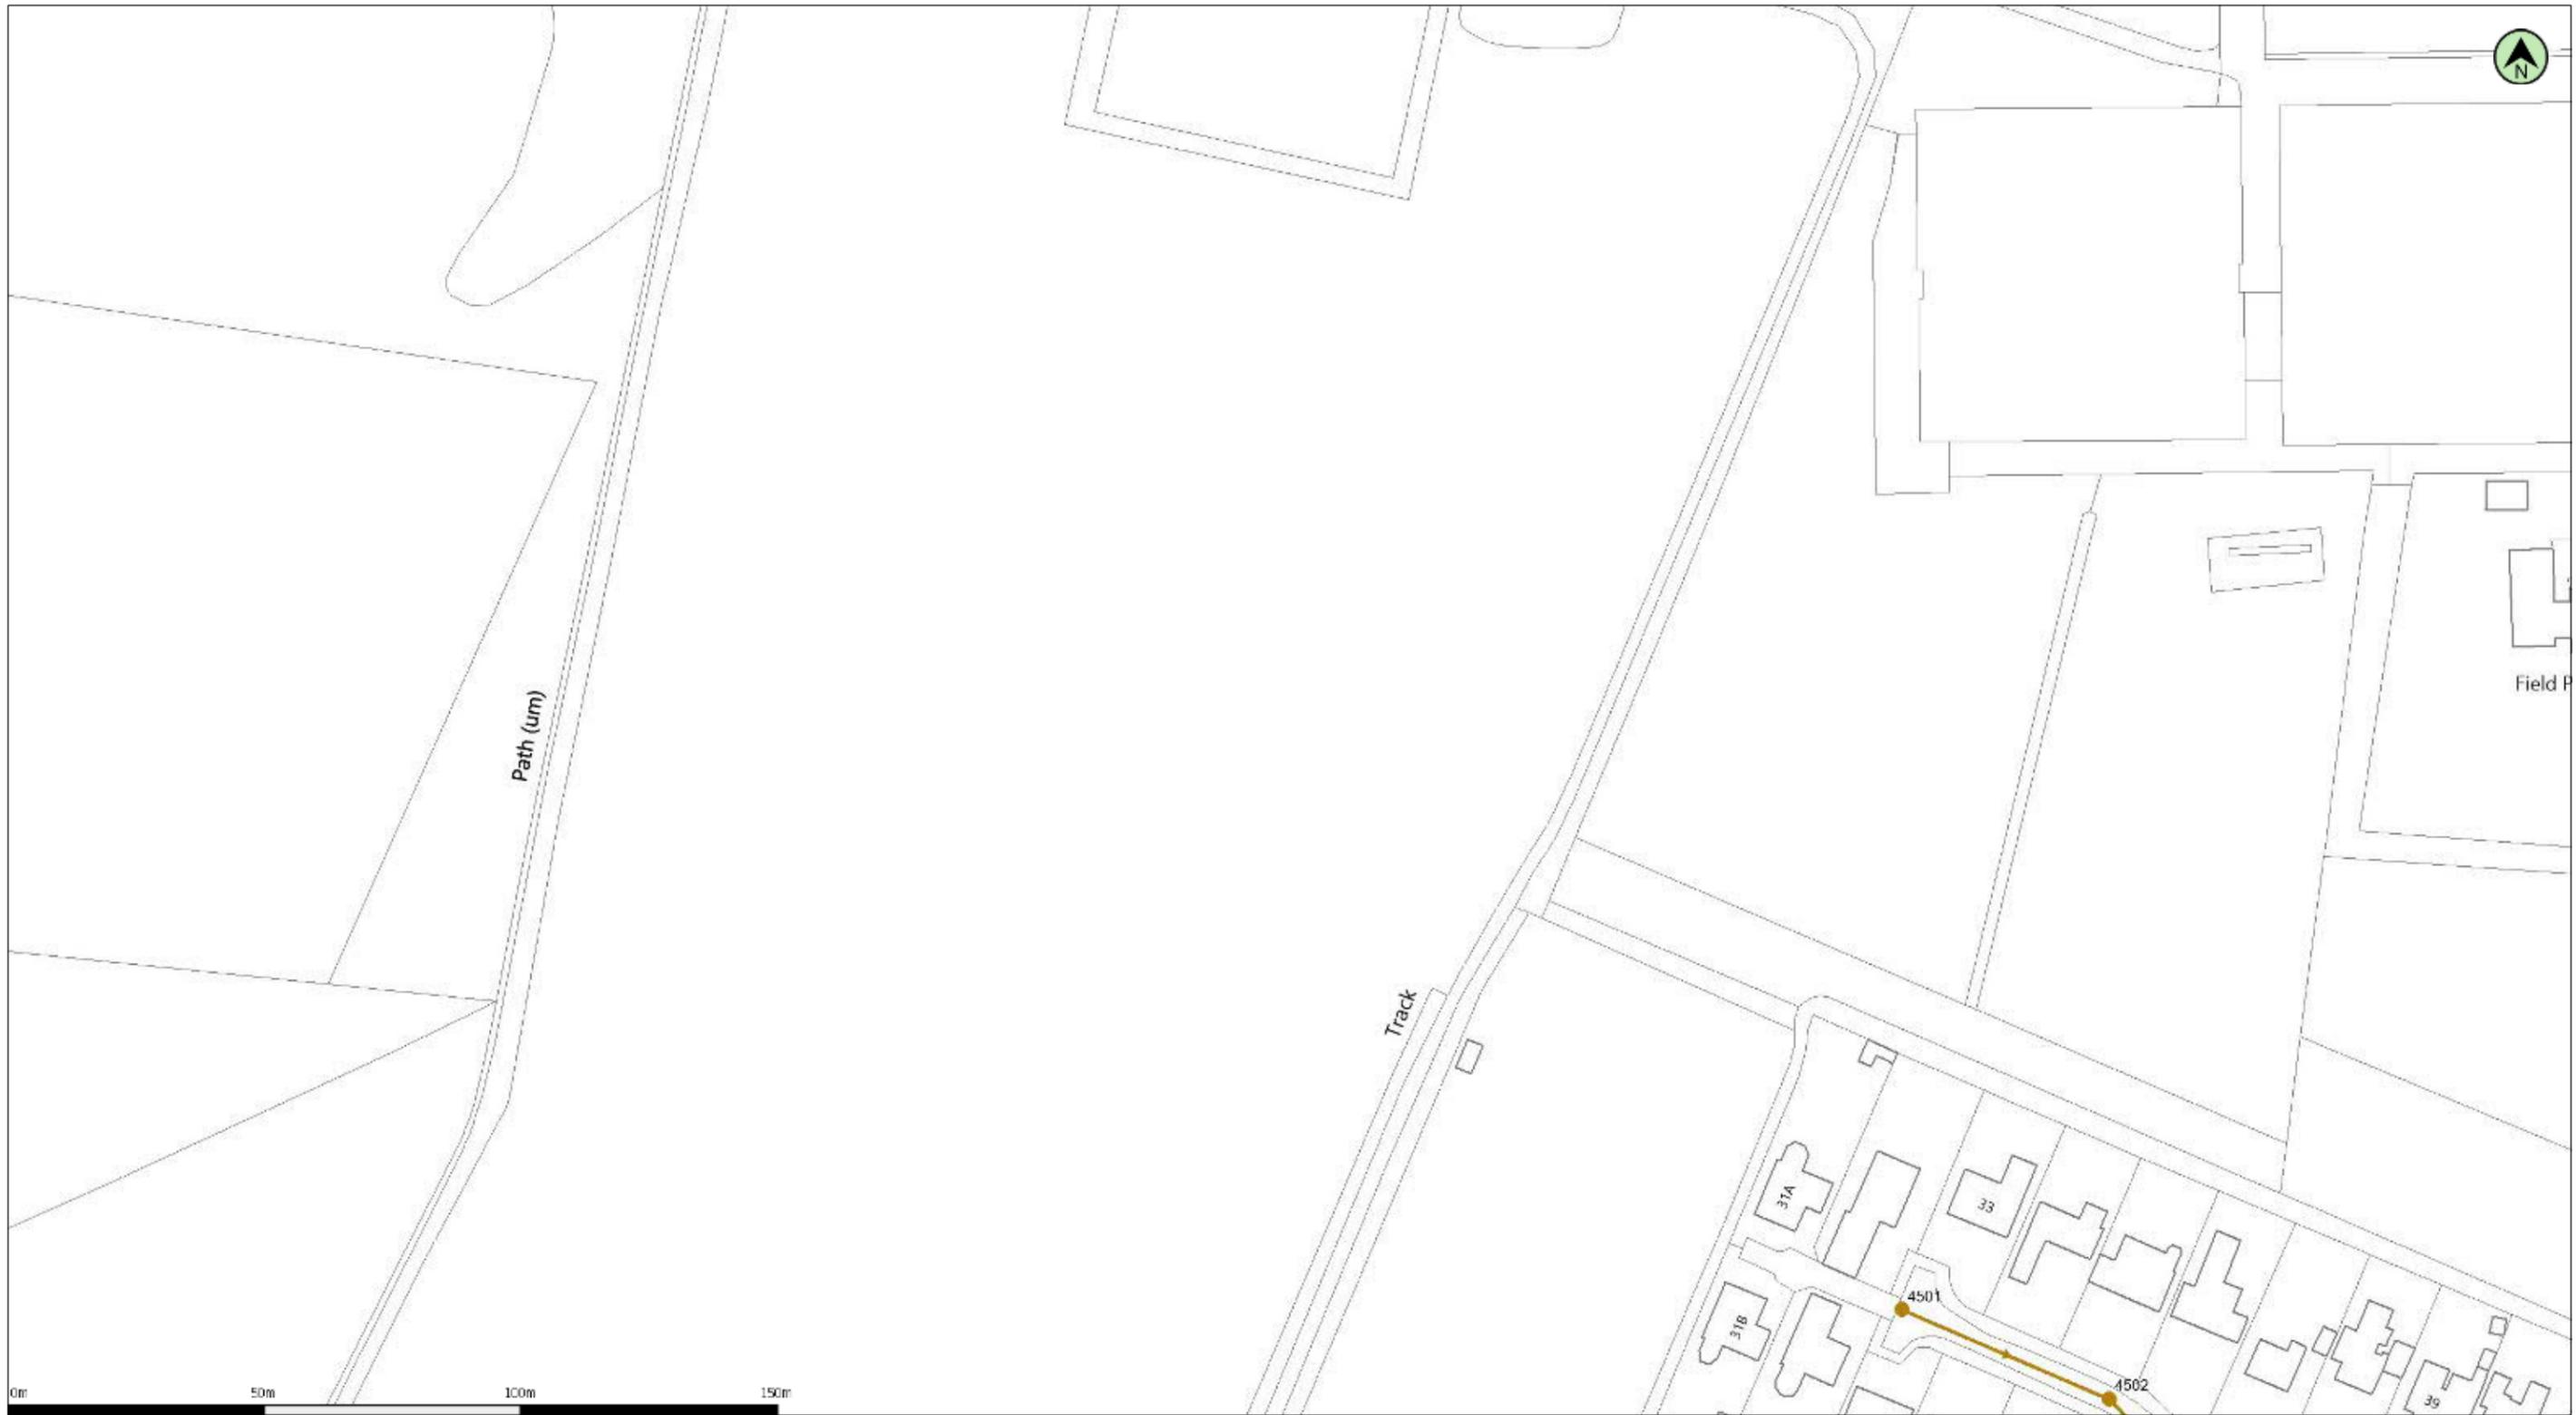 N
Field P
Path (um)
Track
31A
33
4501
31B
4502
39
0m 50m 100m 150m